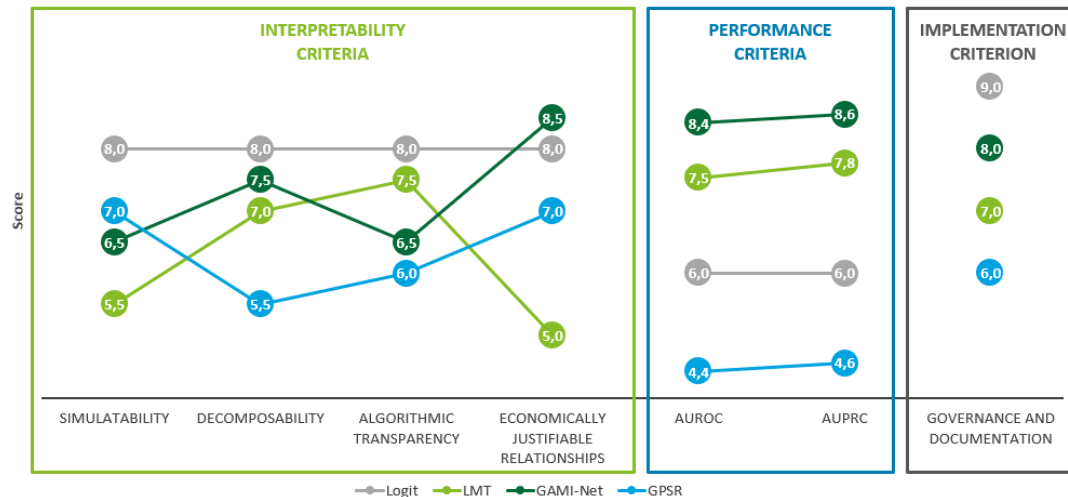 INTERPRETABILITY
CRITERIA
PERFORMANCE
CRITERIA
IMPLEMENTATION
CRITERION
Score
8,0
8,0
8,0
8,0
6,5
7,5
6,5
8,5
5,5
7,0
7,5
5,0
7,0
5,5
6,0
7,0
8,4
8,6
7,5
7,8
6,0
6,0
4,4
4,6
9,0
8,0
7,0
6,0
SIMULATABILITY
DECOMPOSABILITY
ALGORITHMIC
TRANSPARENCY
ECONOMICALLY
JUSTIFIABLE
RELATIONSHIPS
AUROC
AUPRC
GOVERNANCE AND
DOCUMENTATION
Logit LMT GAMI-Net GPSR